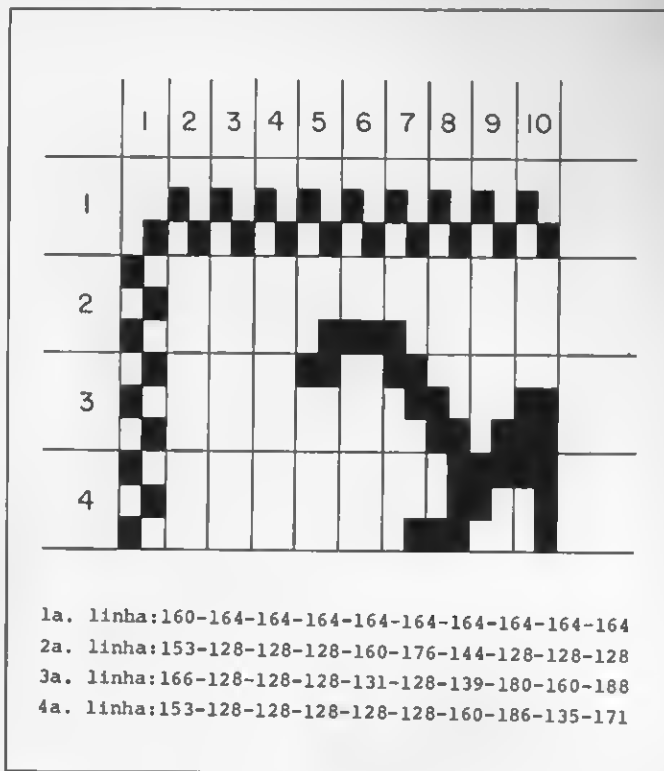 1 2 3 4 5 6 7 8 9 10
1
2
3
4
1a. linha:160-164-164-164-164-164-164-164-164-164
2a. linha:153-128-128-128-160-176-144-128-128-128
3a. linha:166-128-128-128-131-128-139-180-160-188
4a. linha:153-128-128-128-128-128-160-186-135-171